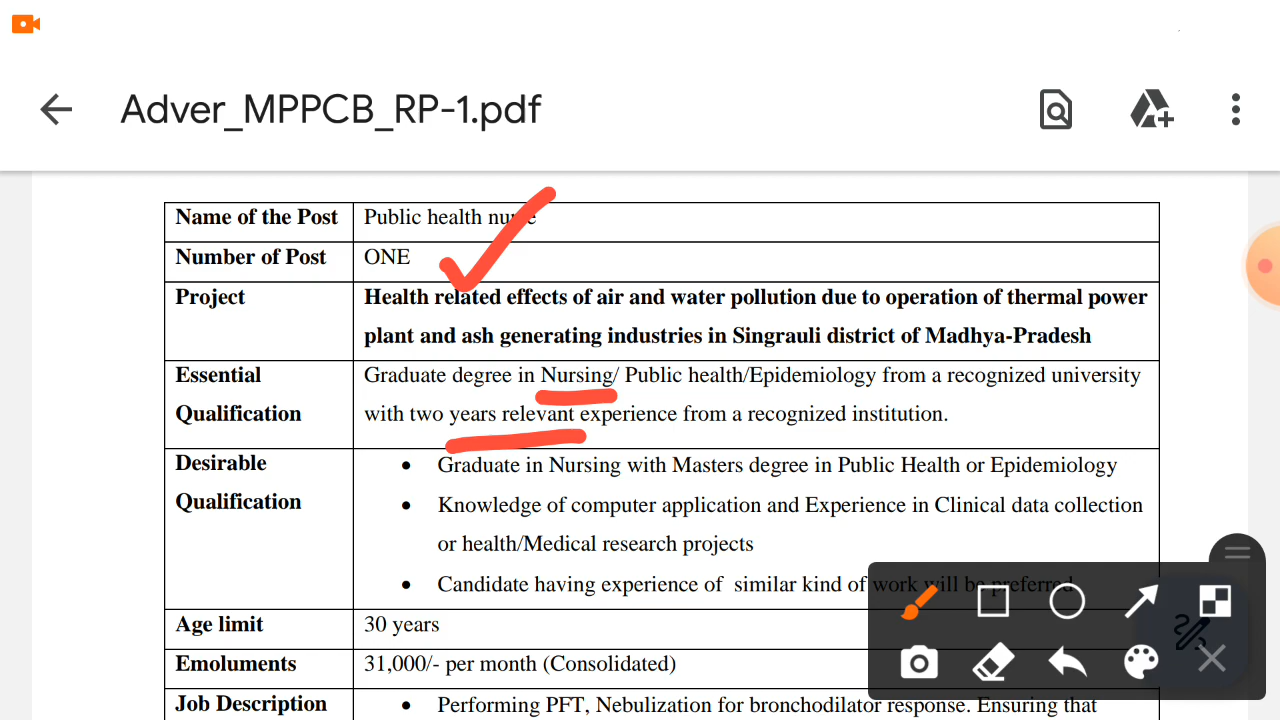 Adver_MPPCB_RP-1.pdf
Name of the Post Public health nurse
Number of Post ONE
Project Health related effects of air and water pollution due to operation of thermal power
plant and ash generating industries in Singrauli district of Madhya-Pradesh
Essential Graduate degree in Nursing/ Public health/Epidemiology from a recognized university
Qualification with two years relevant experience from a recognized institution.
Desirable • Graduate in Nursing with Masters degree in Public Health or Epidemiology
Qualification • Knowledge of computer application and Experience in Clinical data collection
or health/Medical research projects
• Candidate having experience of similar kind of work will be preferred
Age limit 30 years
Emoluments 31,000/- per month (Consolidated)
Job Description • Performing PFT, Nebulization for bronchodilator response. Ensuring that